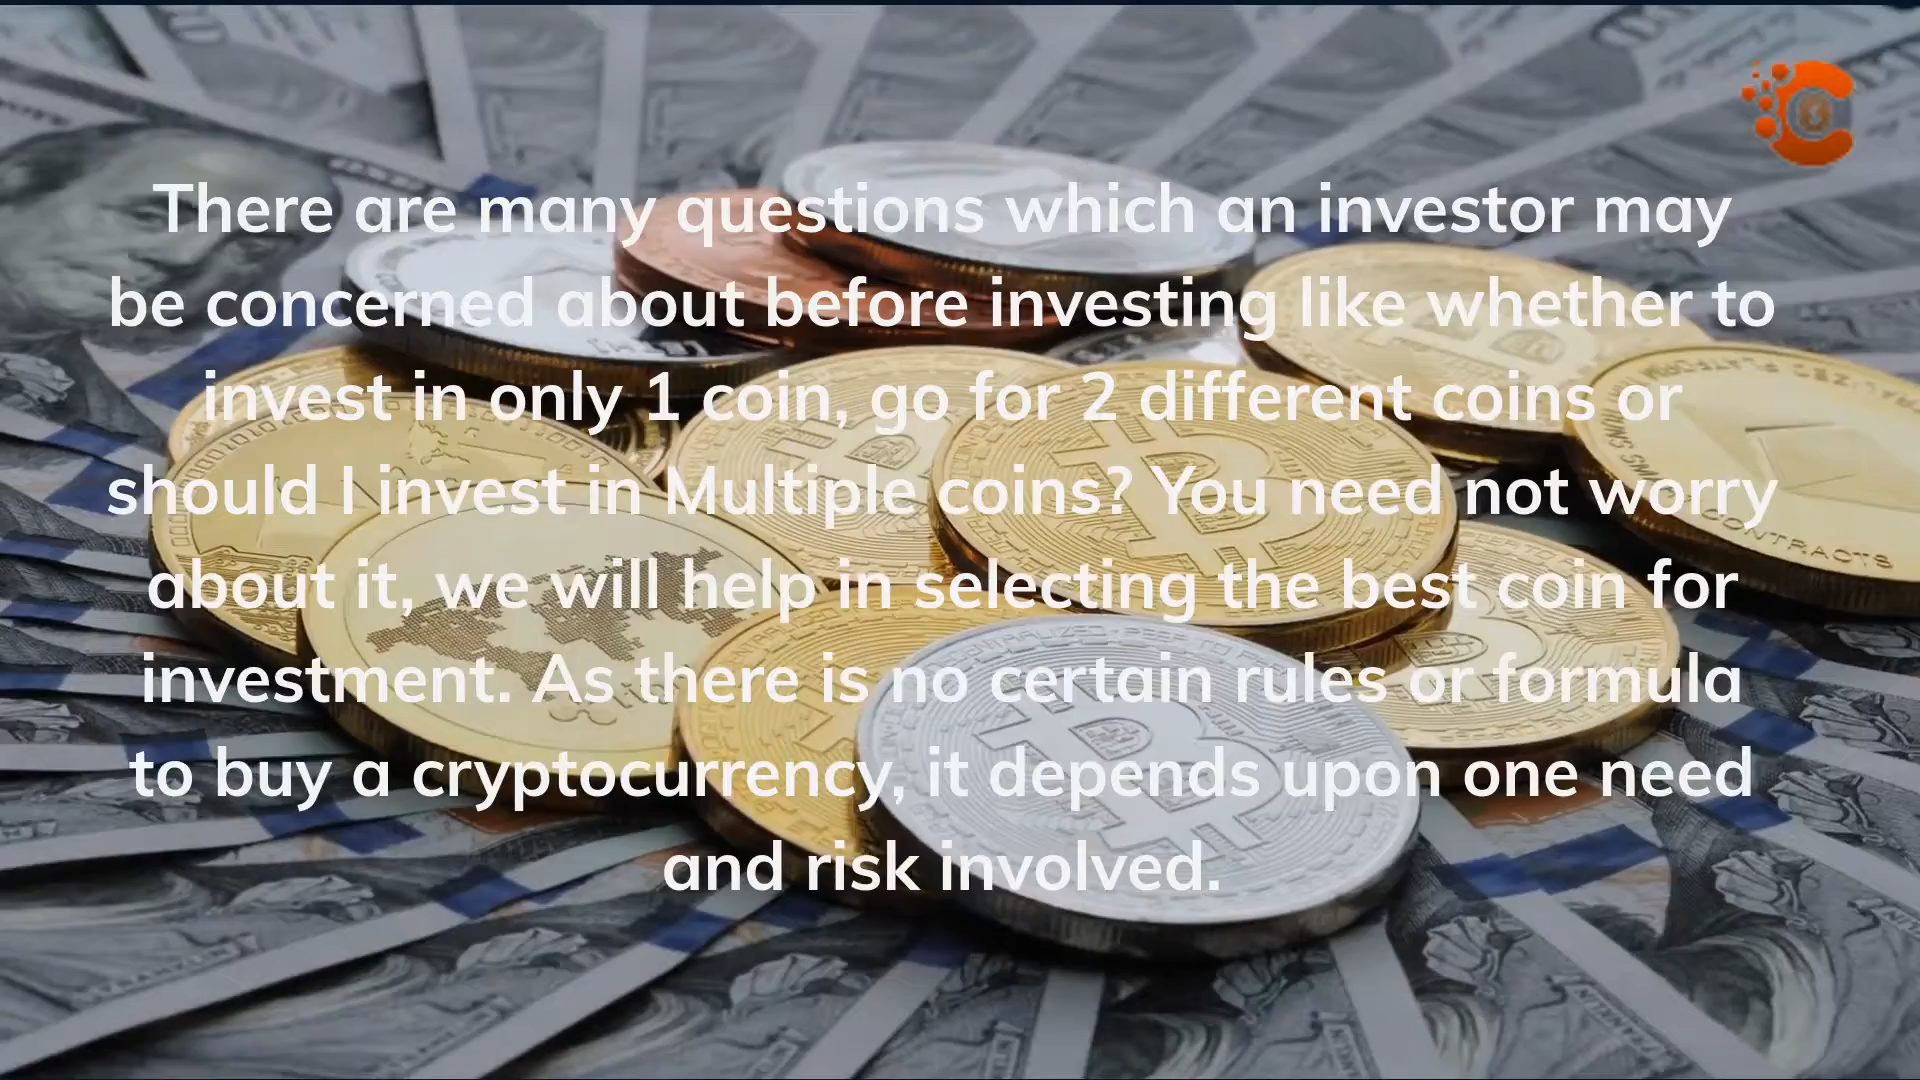 There are many questions which an investor may
be concerned about before investing like whether to
invest in only 1 coin, go for 2 different coins or
should I invest in Multiple coins? You need not worry
about it, we will help in selecting the best coin for
investment. As there is no certain rules or formula
to buy a cryptocurrency, it depends upon one need
and risk involved.
CONTRACTS